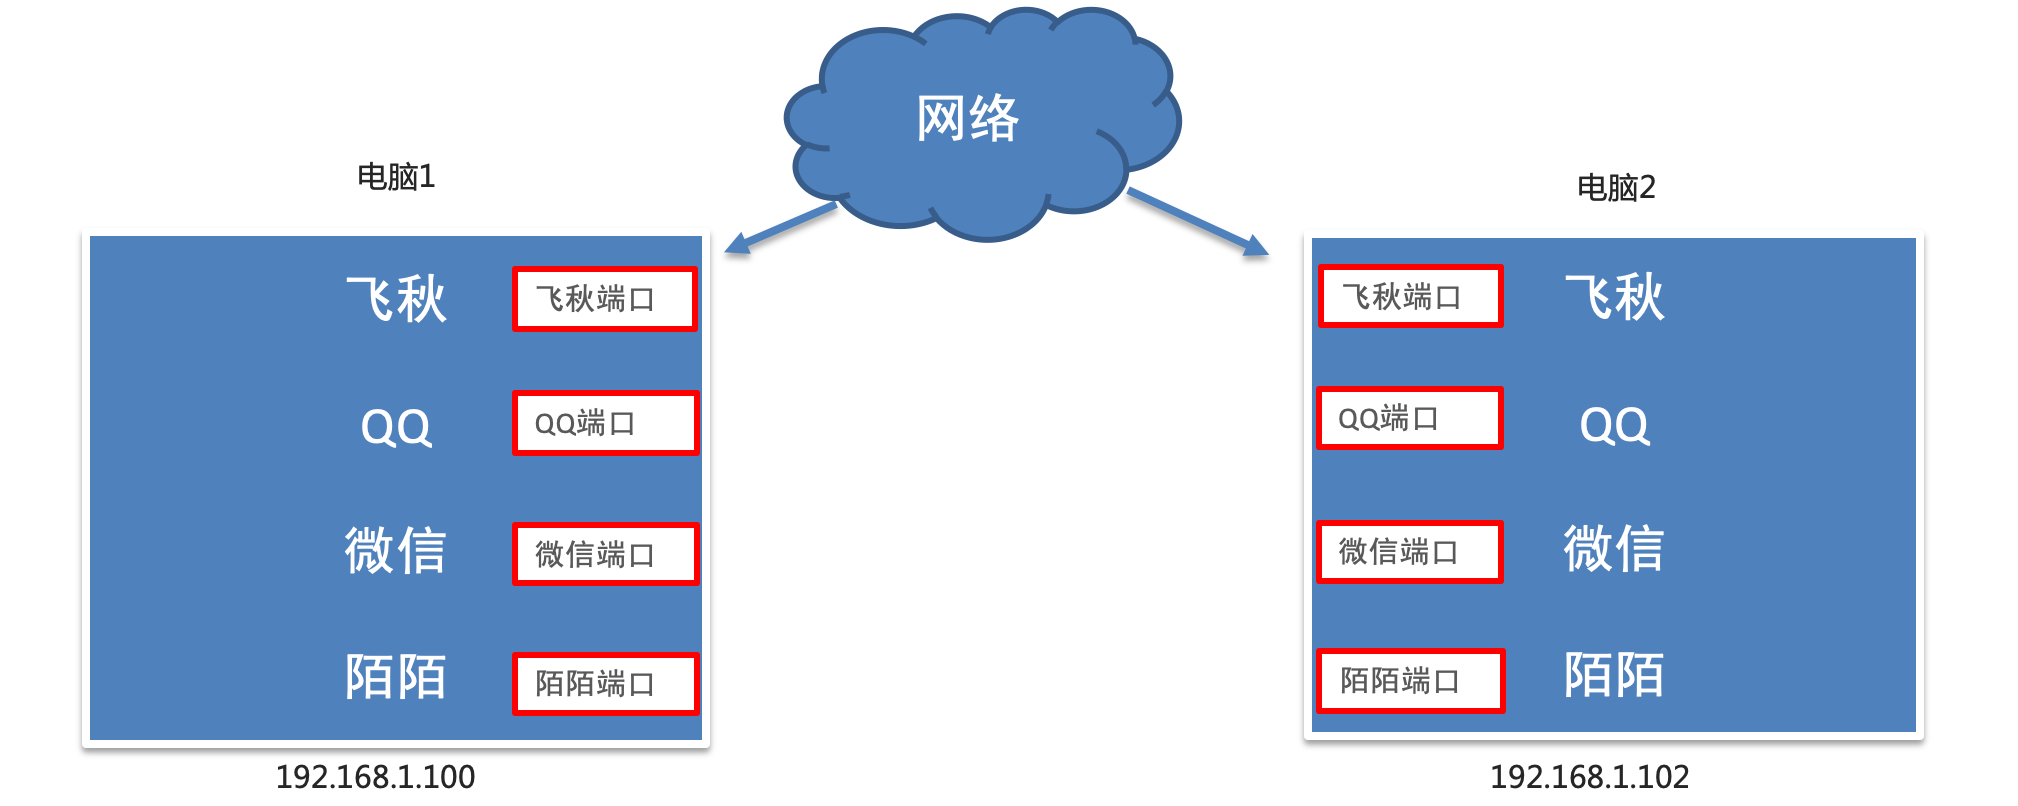 网络
电脑1
飞秋
飞秋端口
QQ
QQ端口
微信
微信端口
陌陌
陌陌端口
192.168.1.100
电脑2
飞秋端口
飞秋
QQ端口
QQ
微信端口
微信
陌陌端口
陌陌
192.168.1.102